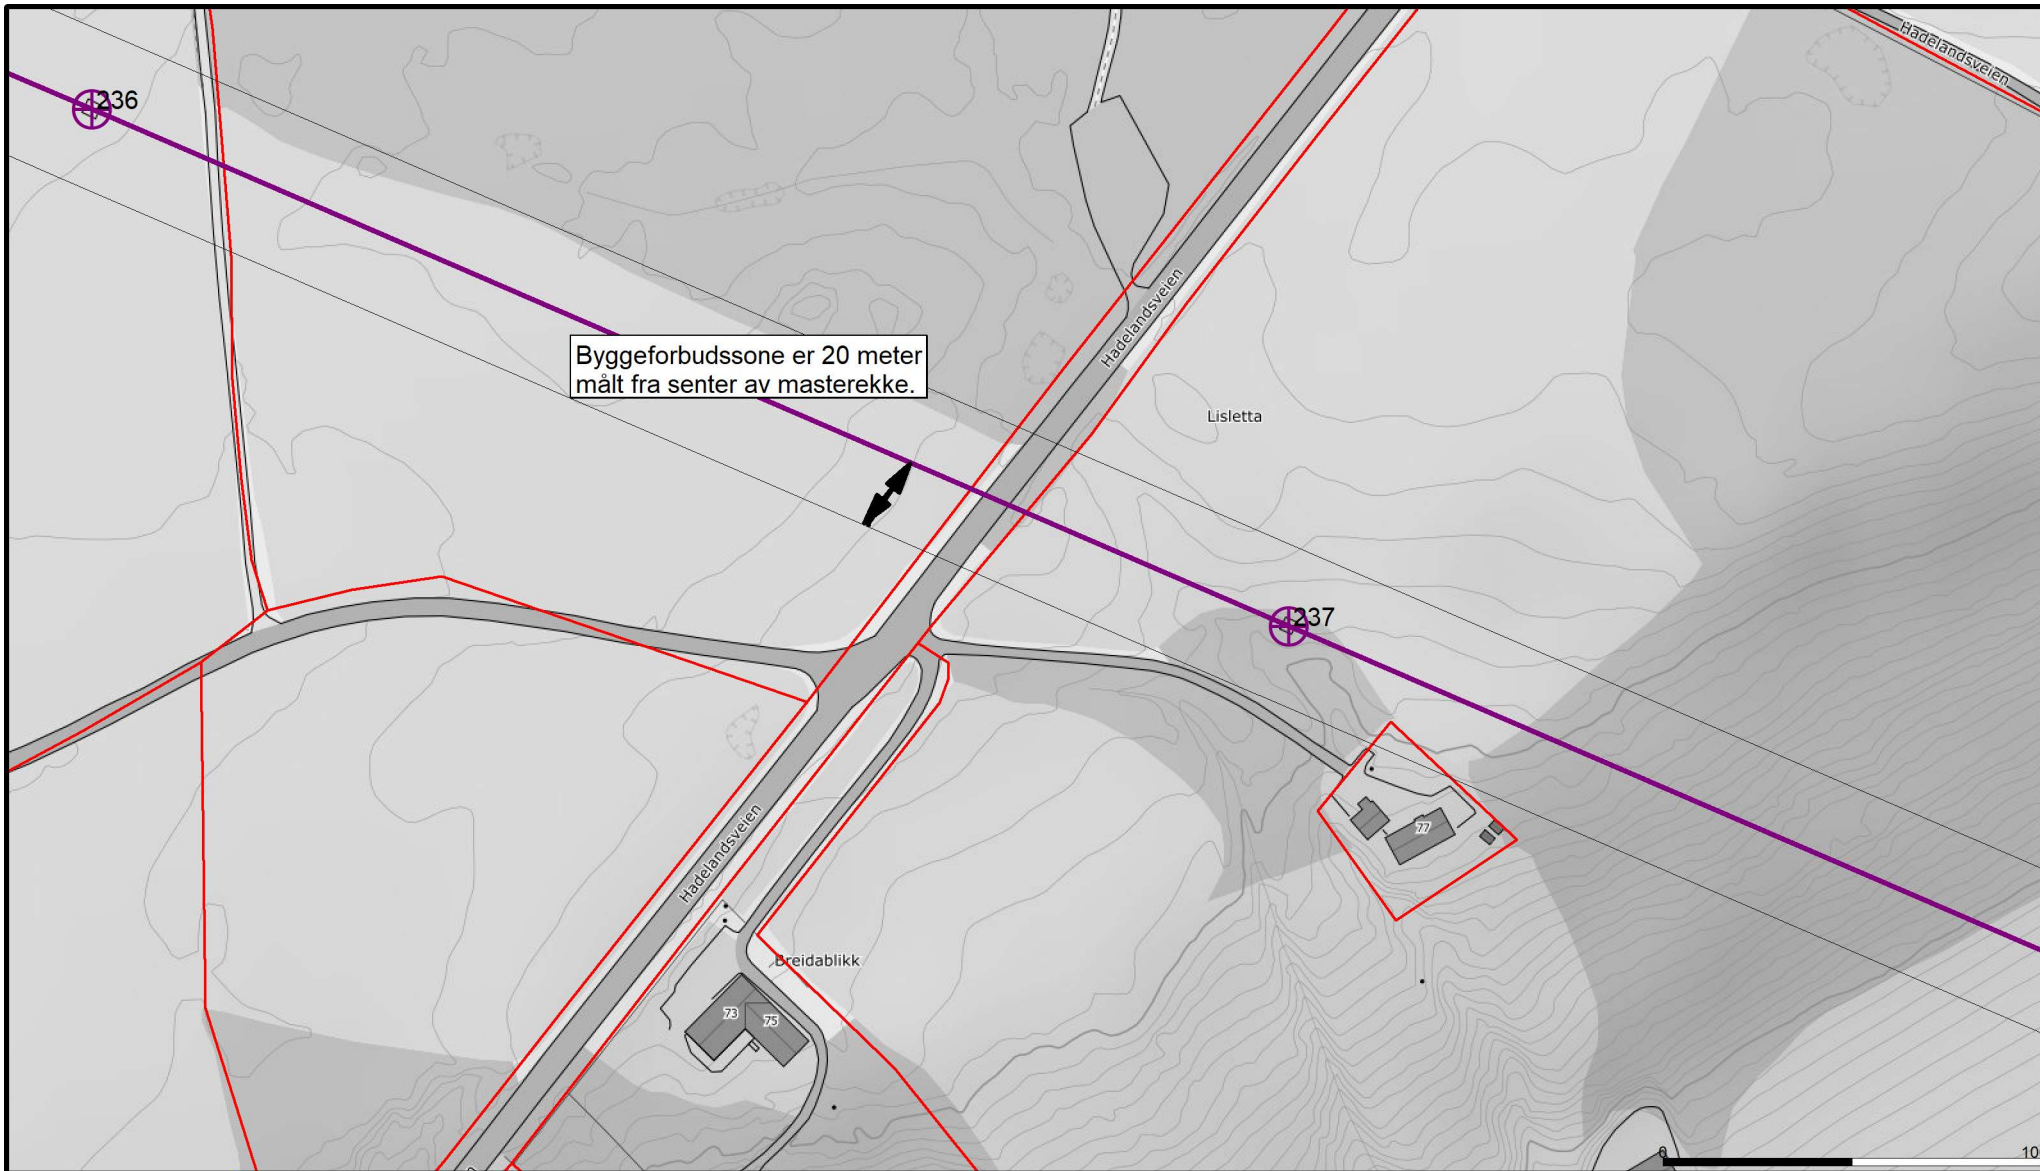 Hadelandsveien
236
Hadelandsveien
Byggeforbudssone er 20 meter
målt fra senter av masterekke.
Lisletta
237
Hadelandsveien
77
Breidablikk
73
75
0